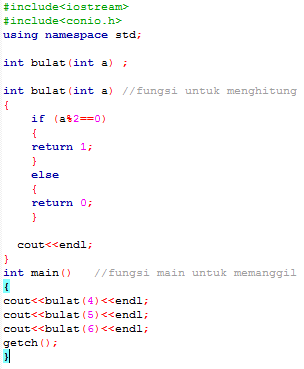 #include<iostream>
#include<conio.h>
using namespace std;
int bulat(int a) ;
int bulat(int a) //fungsi untuk menghitung
{
if (a%2==0)
{
return 1;
}
else
{
return 0;
}
cout<<endl;
}
int main() //fungsi main untuk memanggil
{
cout<<bulat(4)<<endl;
cout<<bulat(5)<<endl;
cout<<bulat(6)<<endl;
getch();
}